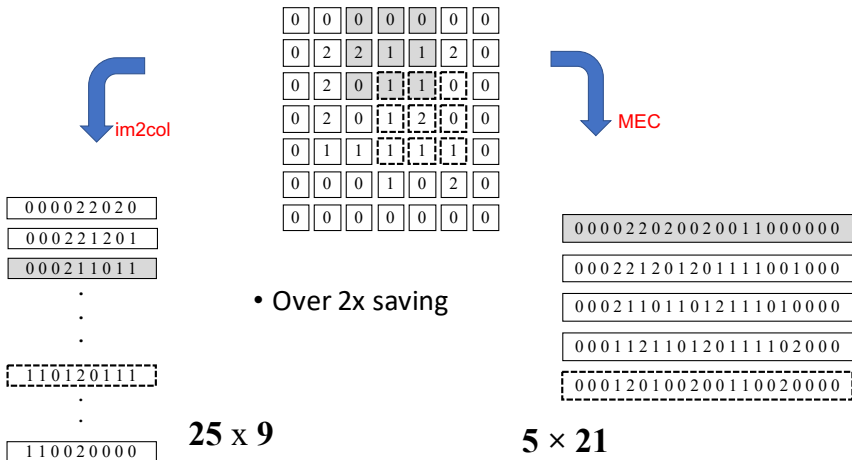 0 0 0 0 0 0 0
0 2 2 1 1 2 0
0 2 0 1 1 0 0
0 2 0 1 2 0 0
0 1 1 1 1 1 0
0 0 0 1 0 2 0
0 0 0 0 0 0 0
im2col
MEC
0 0 0 0 2 2 0 2 0
0 0 0 2 2 1 2 0 1
0 0 0 2 1 1 0 1 1
.
.
.
1 1 0 1 2 0 1 1 1
.
.
1 1 0 0 2 0 0 0 0
25 x 9
• Over 2x saving
0 0 0 0 2 2 0 2 0 0 2 0 0 1 1 0 0 0 0 0 0
0 0 0 2 2 1 2 0 1 2 0 1 1 1 1 0 0 1 0 0 0
0 0 0 2 1 1 0 1 1 0 1 2 1 1 1 0 1 0 0 0 0
0 0 0 1 1 2 1 1 0 1 2 0 1 1 1 1 0 2 0 0 0
0 0 0 1 2 0 1 0 0 2 0 0 1 1 0 0 2 0 0 0 0
5 × 21